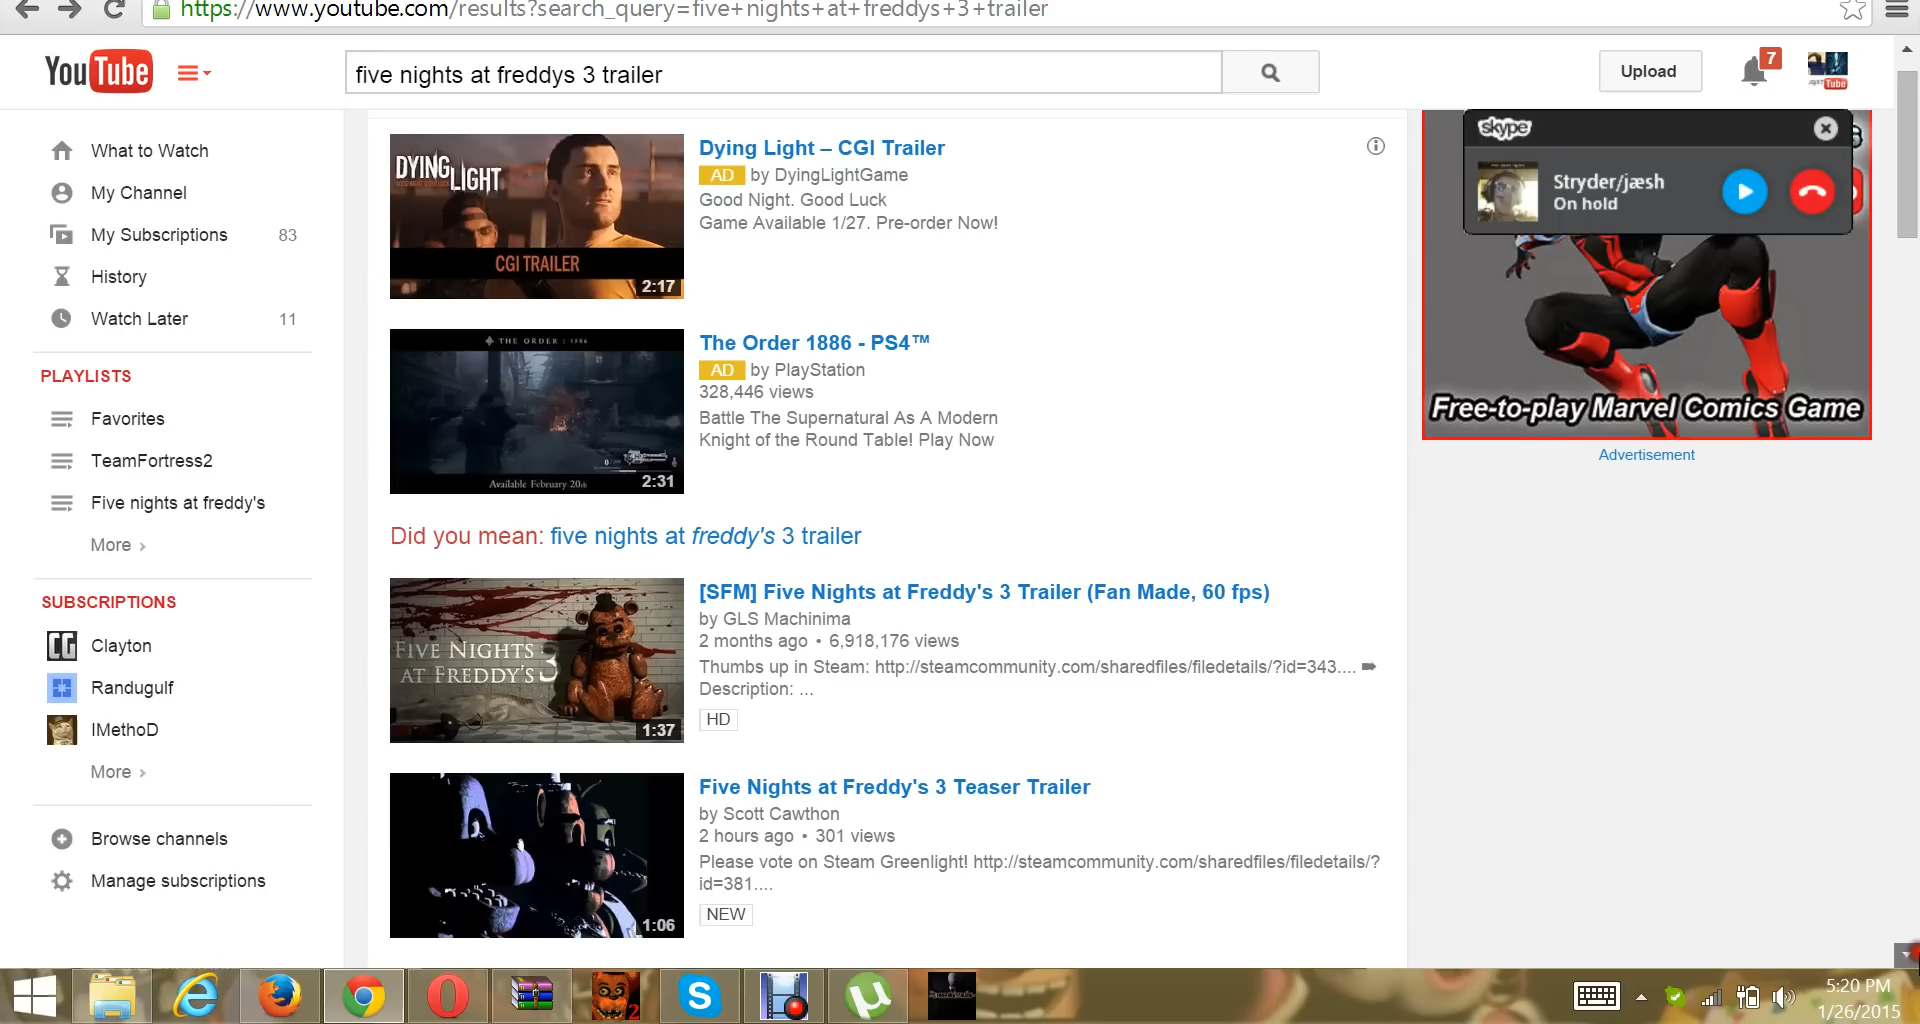 https://www.youtube.com/results?search_query=five+nights+at+freddys+3+trailer
YouTube
five nights at freddys 3 trailer
Upload
7
Tube
What to Watch
My Channel
My Subscriptions 83
History
Watch Later 11
PLAYLISTS
Favorites
TeamFortress2
Five nights at freddy's
More
SUBSCRIPTIONS
Clayton
Randugulf
IMethoD
More
Browse channels
Manage subscriptions
DYING LIGHT
CGI TRAILER
2:17
Dying Light – CGI Trailer
AD by DyingLightGame
Good Night. Good Luck
Game Available 1/27. Pre-order Now!
THE ORDER : 1886
Available February 20th
2:31
The Order 1886 - PS4™
AD by PlayStation
328,446 views
Battle The Supernatural As A Modern
Knight of the Round Table! Play Now
Did you mean: five nights at freddy's 3 trailer
FIVE NIGHTS
AT FREDDY'S 3
1:37
[SFM] Five Nights at Freddy's 3 Trailer (Fan Made, 60 fps)
by GLS Machinima
2 months ago • 6,918,176 views
Thumbs up in Steam: http://steamcommunity.com/sharedfiles/filedetails/?id=343.... ➨
Description: ...
HD
1:06
Five Nights at Freddy's 3 Teaser Trailer
by Scott Cawthon
2 hours ago • 301 views
Please vote on Steam Greenlight! http://steamcommunity.com/sharedfiles/filedetails/?
id=381....
NEW
skype
Stryder/jæsh
On hold
Free-to-play Marvel Comics Game
Advertisement
2
5:20 PM
1/26/2015